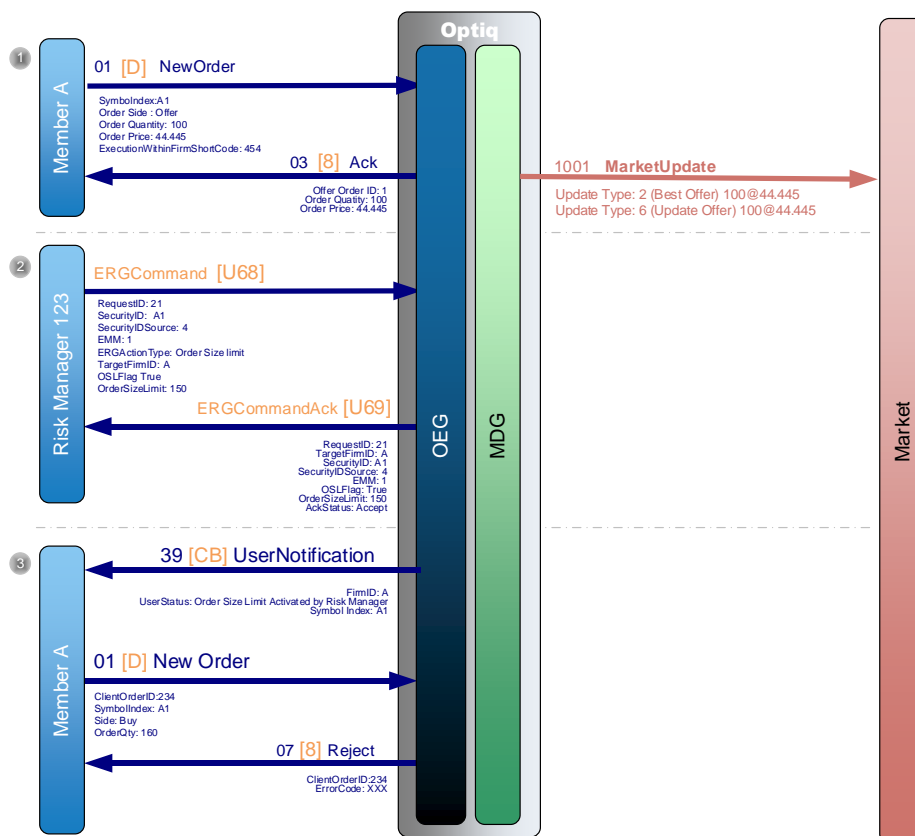 Optiq
1
Member A
01 [D] NewOrder
SymboIndex:A1
Order Side : Offer
Order Quantity: 100
Order Price: 44.445
ExecutionWithinFirmShortCode: 454
03 [8] Ack
Offer Order ID: 1
Order Quatity: 100
Order Price: 44.445
1001 MarketUpdate
Update Type: 2 (Best Offer) 100@44.445
Update Type: 6 (Update Offer) 100@44.445
2
Risk Manager 123
ERGCommand [U68]
RequestID: 21
SecurityID: A1
SecurityIDSource: 4
EMM: 1
ERGActionType: Order Size limit
TargetFirmID: A
OSLFlag True
OrderSizeLimit: 150
ERGCommandAck [U69]
RequestID: 21
TargetFirmID: A
SecurityID: A1
SecurityIDSource: 4
EMM: 1
OSLFlag: True
OrderSizeLimit: 150
AckStatus: Accept
OEG
MDG
Market
3
Member A
39 [CB] UserNotification
FirmID: A
UserStatus: Order Size Limit Activated by Risk Manager
Symbol Index: A1
01 [D] New Order
ClientOrderID:234
SymbolIndex: A1
Side: Buy
OrderQty: 160
07 [8] Reject
ClientOrderID:234
ErrorCode: XXX